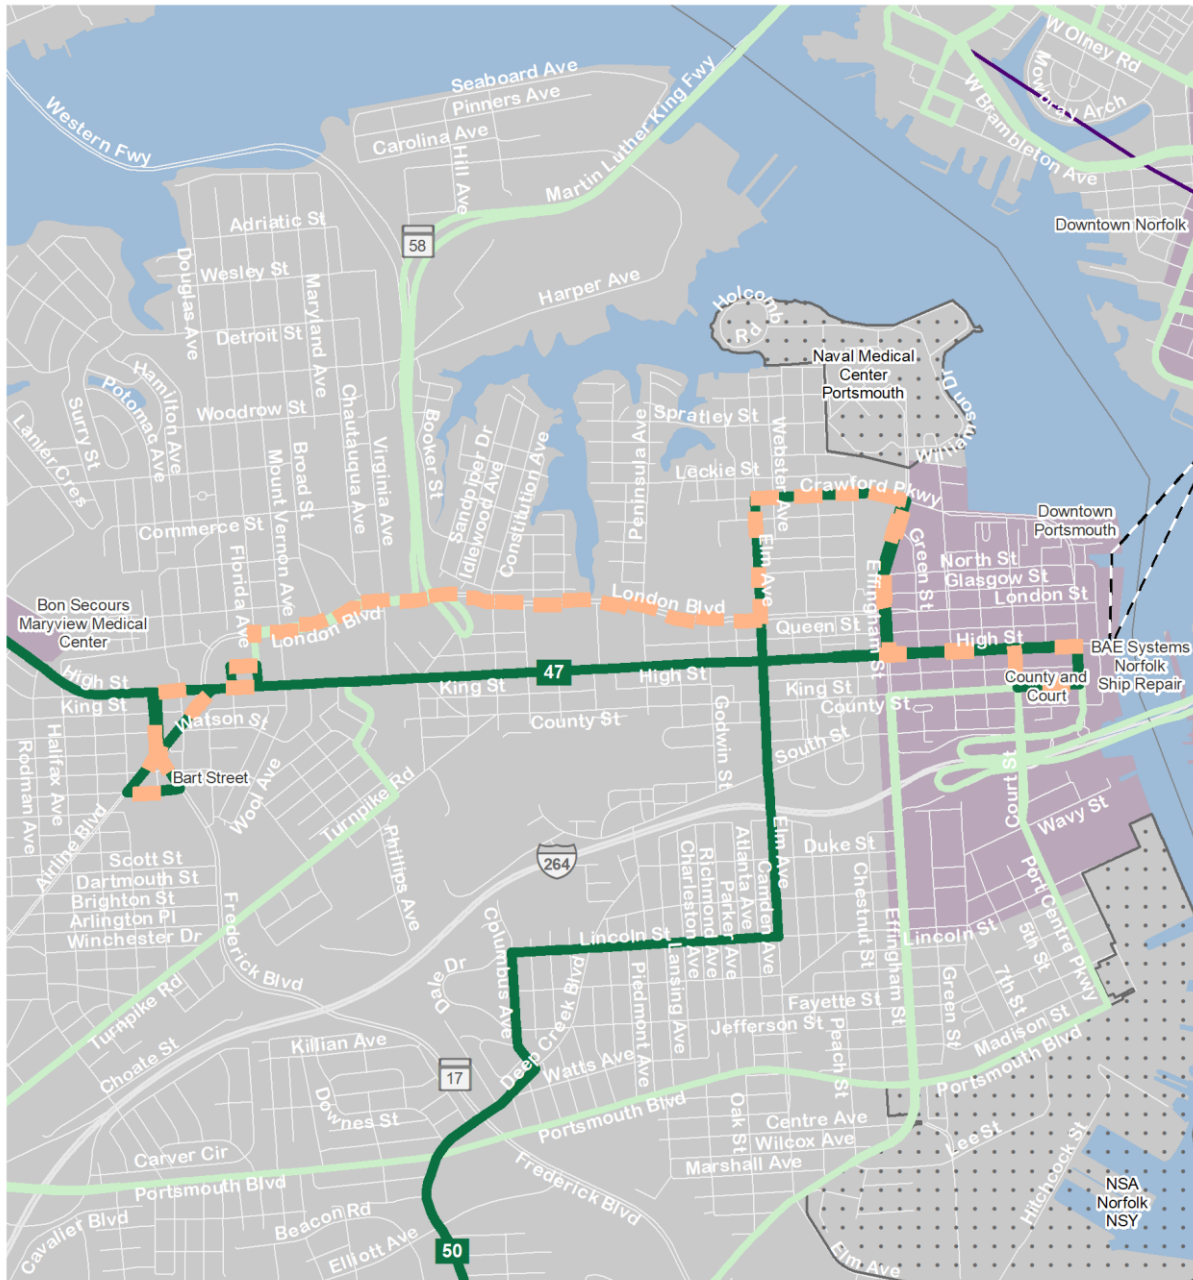 W Olney Rd
Mowbray Arch
W Brambleton Ave
Seaboard Ave
Pinners Ave
Carolina Ave
Hill Ave
Martin Luther King Fwy
Western Fwy
58
Adriatic St
Wesley St
Douglas Ave
Maryland Ave
Detroit St
Harper Ave
Downtown Norfolk
Holcomb
Rd
Naval Medical
Center
Portsmouth
Williamson Dr
Hamilton Ave
Potomac Ave
Surry St
Lanier Cres
Woodrow St
Chautauqua Ave
Virginia Ave
Broad St
Mount Vernon Ave
Booker St
Sandpiper Dr
Idlewood Ave
Constitution Ave
Peninsula Ave
Spratley St
Webster Ave
Leckie St
Crawford Pkwy
Commerce St
Florida Ave
Downtown
Portsmouth
North St
Glasgow St
London St
Green St
Elm Ave
Effingham St
London Blvd
London Blvd
Queen St
High St
Bon Secours
Maryview Medical
Center
High St
King St
47
King St
High St
King St
County St
County St
County and
Court
BAE Systems
Norfolk
Ship Repair
Watson St
Bart Street
Halifax Ave
Rodman Ave
Airline Blvd
Wool Ave
Turnpike Rd
Phillips Ave
Godwin St
South St
Court St
Wavy St
264
Scott St
Dartmouth St
Brighton St
Arlington Pl
Winchester Dr
Frederick Blvd
Columbus Ave
Dale Dr
Lincoln St
Deep Creek Blvd
Charleston Ave
Richmond Ave
Parker Ave
Atlanta Ave
Camden Ave
Elm Ave
Duke St
Chestnut St
Effingham St
Lincoln St
5th St
7th St
Port Centre Pkwy
Piedmont Ave
Lansing Ave
Fayette St
Jefferson St
Peach St
Green St
Madison St
Portsmouth Blvd
Turnpike Rd
Choate St
Killian Ave
17
Downes St
Watts Ave
Portsmouth Blvd
Oak St
Centre Ave
Wilcox Ave
Marshall Ave
Lee St
Hitchcock St
Carver Cir
Portsmouth Blvd
Frederick Blvd
Cavalier Blvd
Beacon Rd
Elliott Ave
50
Elm Ave
NSA
Norfolk
NSY